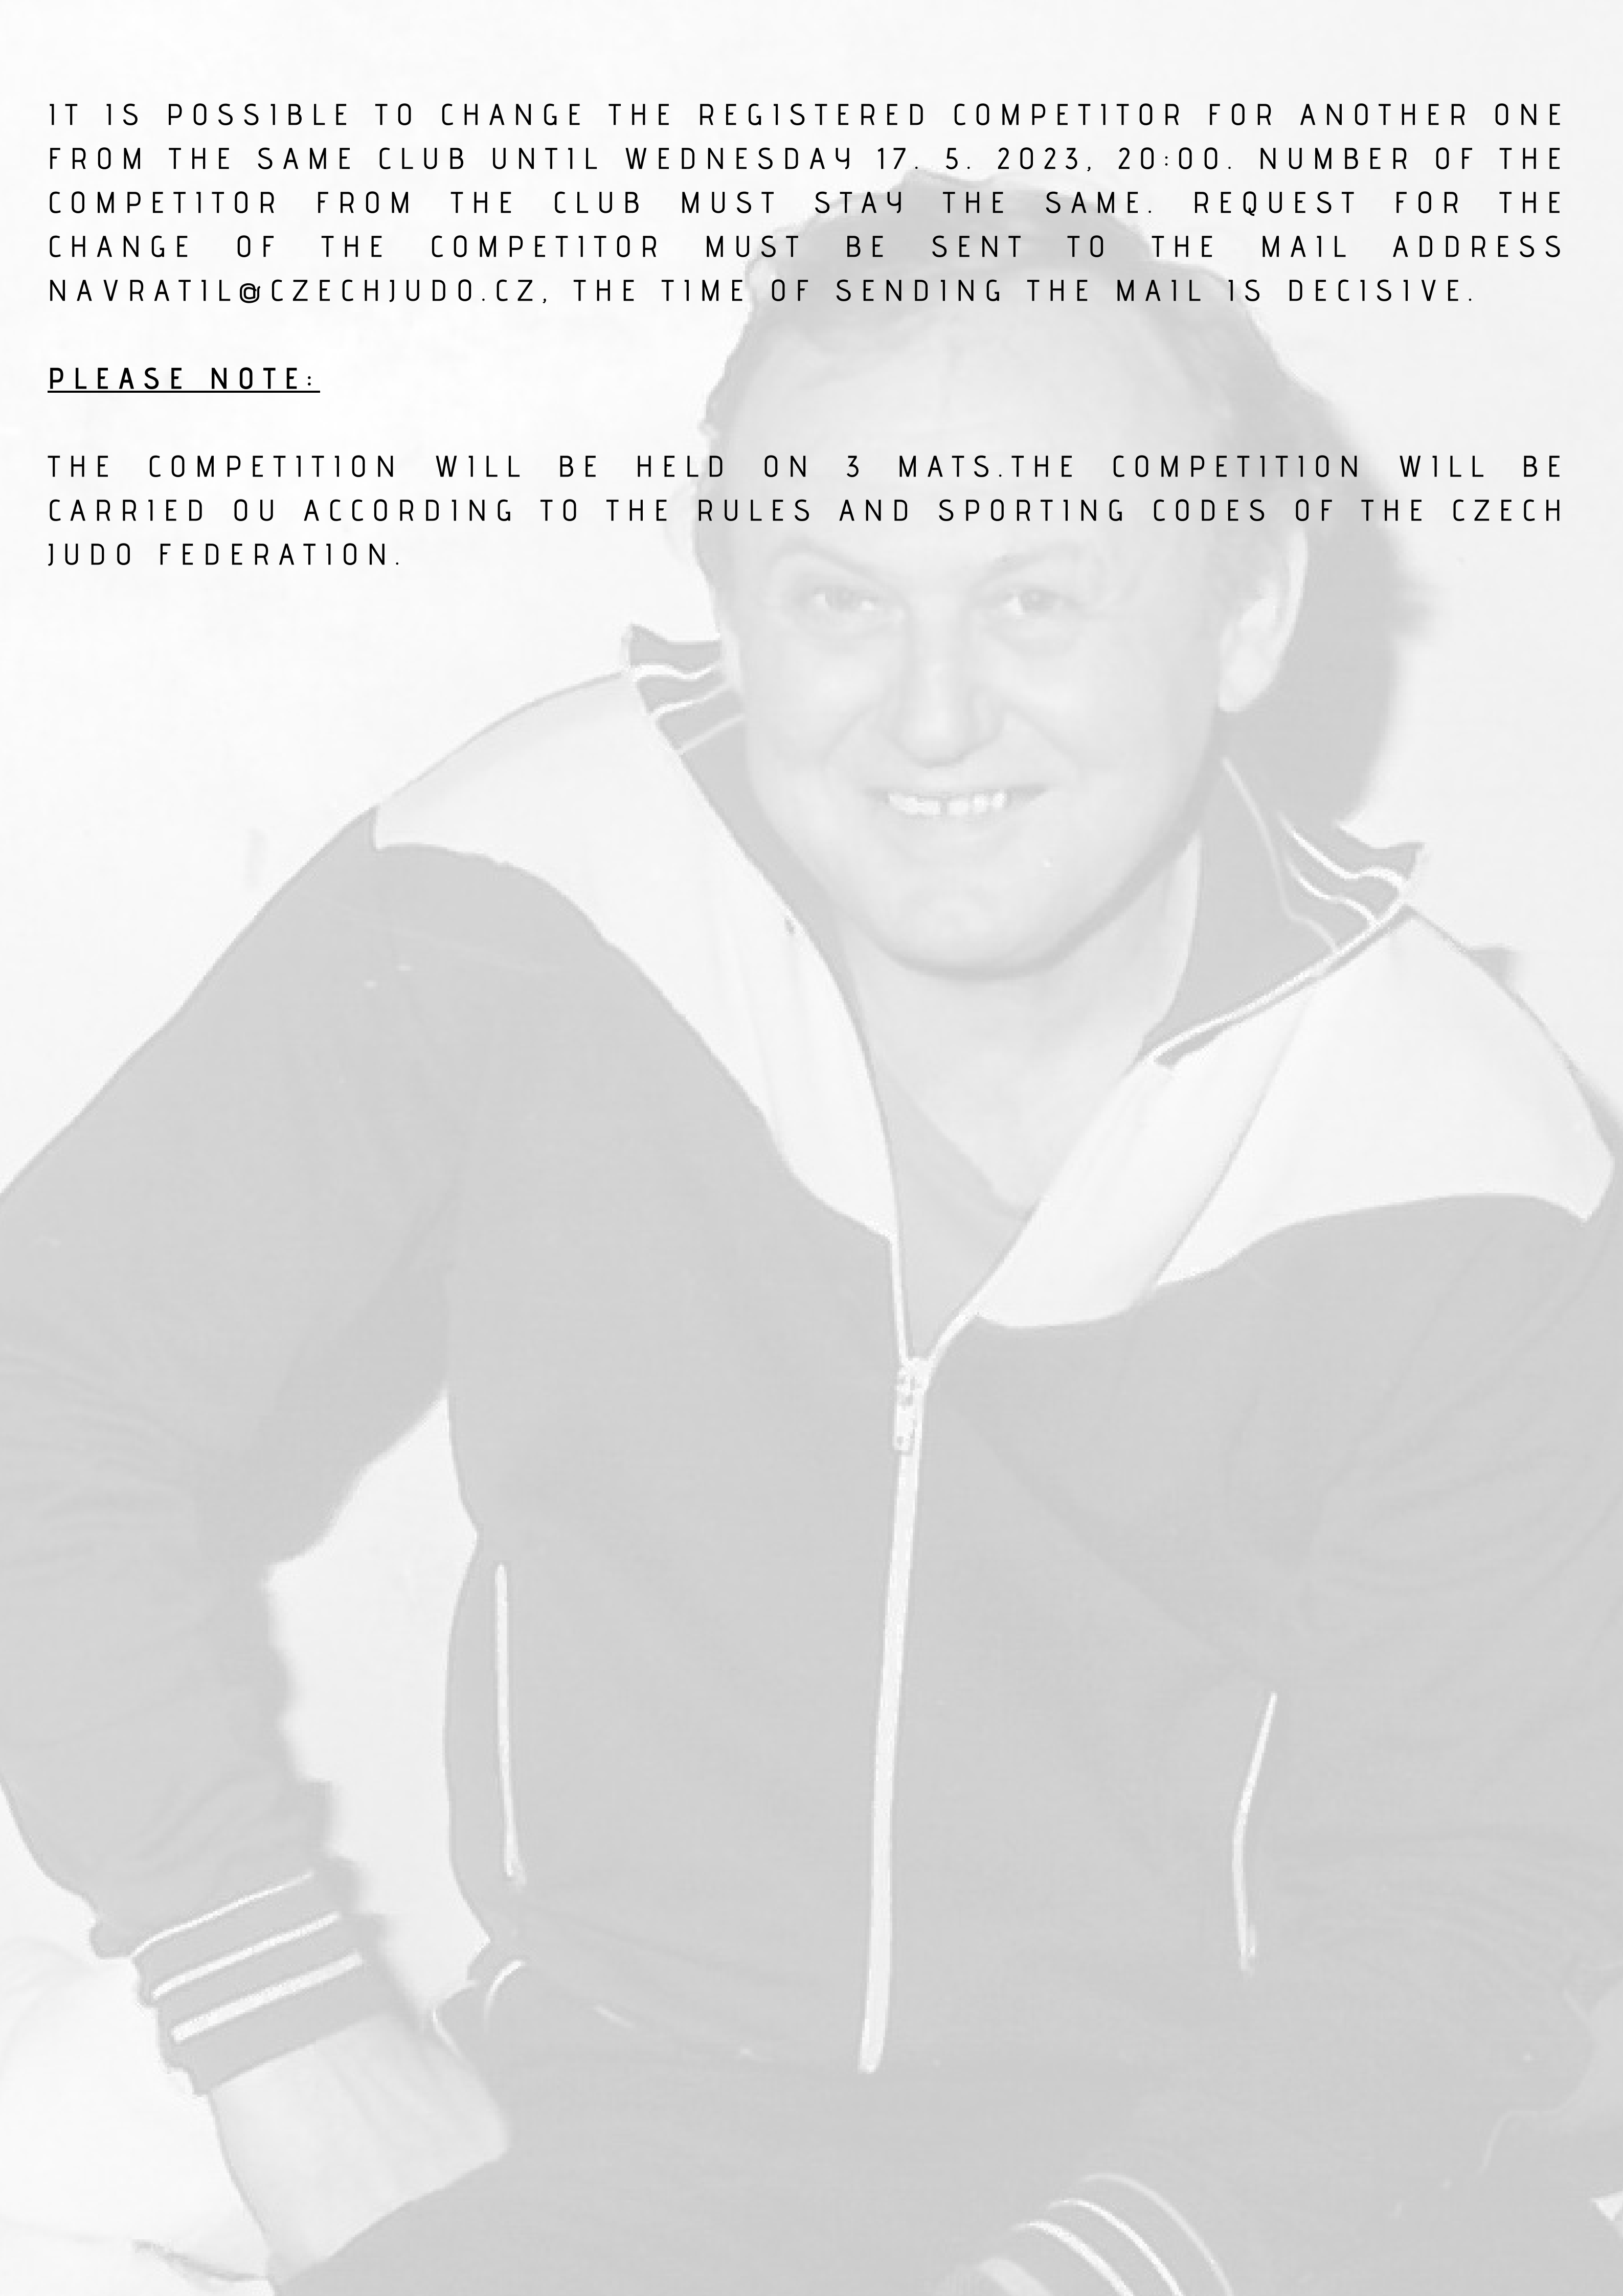 IT IS POSSIBLE TO CHANGE THE REGISTERED COMPETITOR FOR ANOTHER ONE
FROM THE SAME CLUB UNTIL WEDNESDAY 17. 5. 2023, 20:00. NUMBER OF THE
COMPETITOR FROM THE CLUB MUST STAY THE SAME. REQUEST FOR THE
CHANGE OF THE COMPETITOR MUST BE SENT TO THE MAIL ADDRESS
NAVRATIL@CZECHJUDO.CZ, THE TIME OF SENDING THE MAIL IS DECISIVE.
PLEASE NOTE:
THE COMPETITION WILL BE HELD ON 3 MATS.THE COMPETITION WILL BE
CARRIED OU ACCORDING TO THE RULES AND SPORTING CODES OF THE CZECH
JUDO FEDERATION.